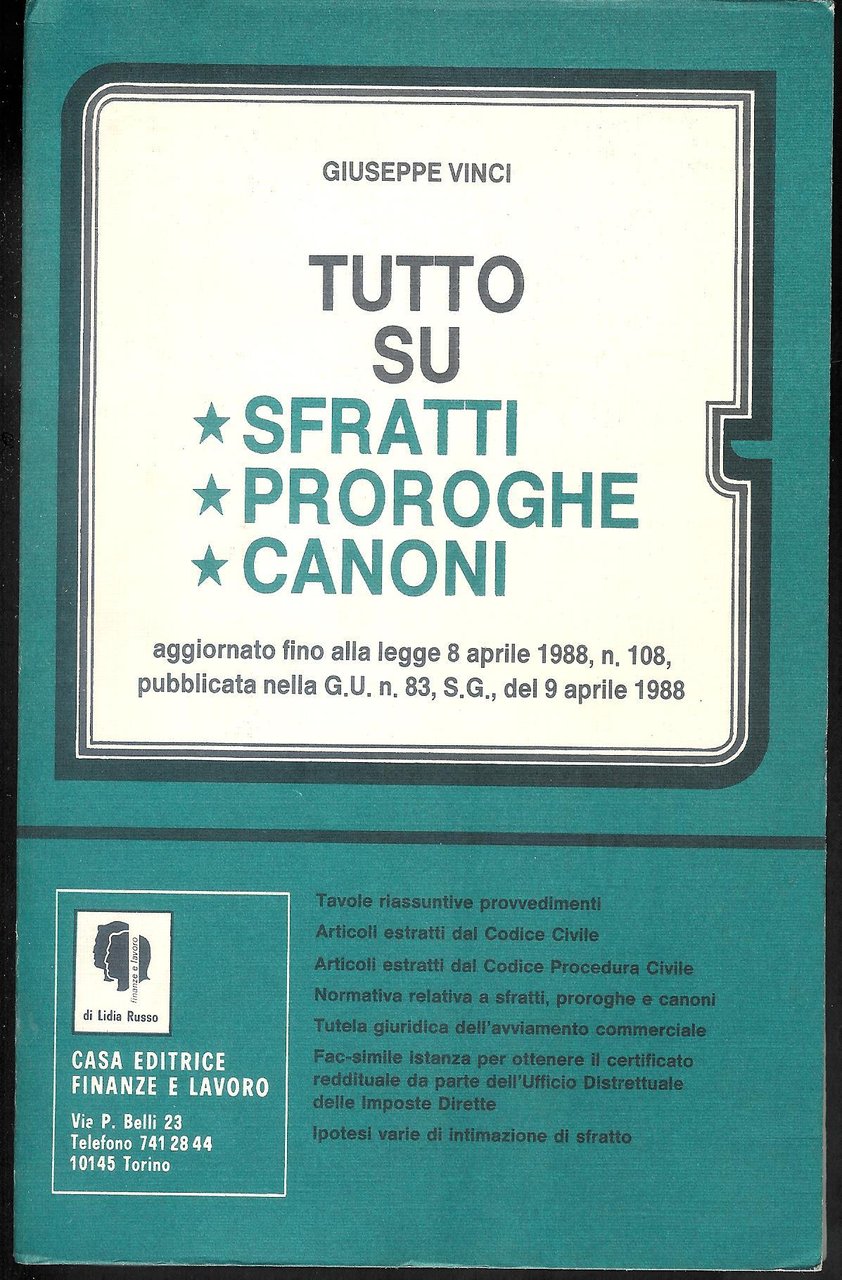 GIUSEPPE VINCI
TUTTO
SU
★ SFRATTI
★ PROROGHE
★ CANONI
aggiornato fino alla legge 8 aprile 1988, n. 108,
pubblicata nella G.U. n. 83, S.G., del 9 aprile 1988
finanze e lavoro
di Lidia Russo
CASA EDITRICE
FINANZE E LAVORO
Via P. Belli 23
Telefono 741 28 44
10145 Torino
Tavole riassuntive provvedimenti
Articoli estratti dal Codice Civile
Articoli estratti dal Codice Procedura Civile
Normativa relativa a sfratti, proroghe e canoni
Tutela giuridica dell'avviamento commerciale
Fac-simile istanza per ottenere il certificato
reddituale da parte dell'Ufficio Distrettuale
delle Imposte Dirette
Ipotesi varie di intimazione di sfratto